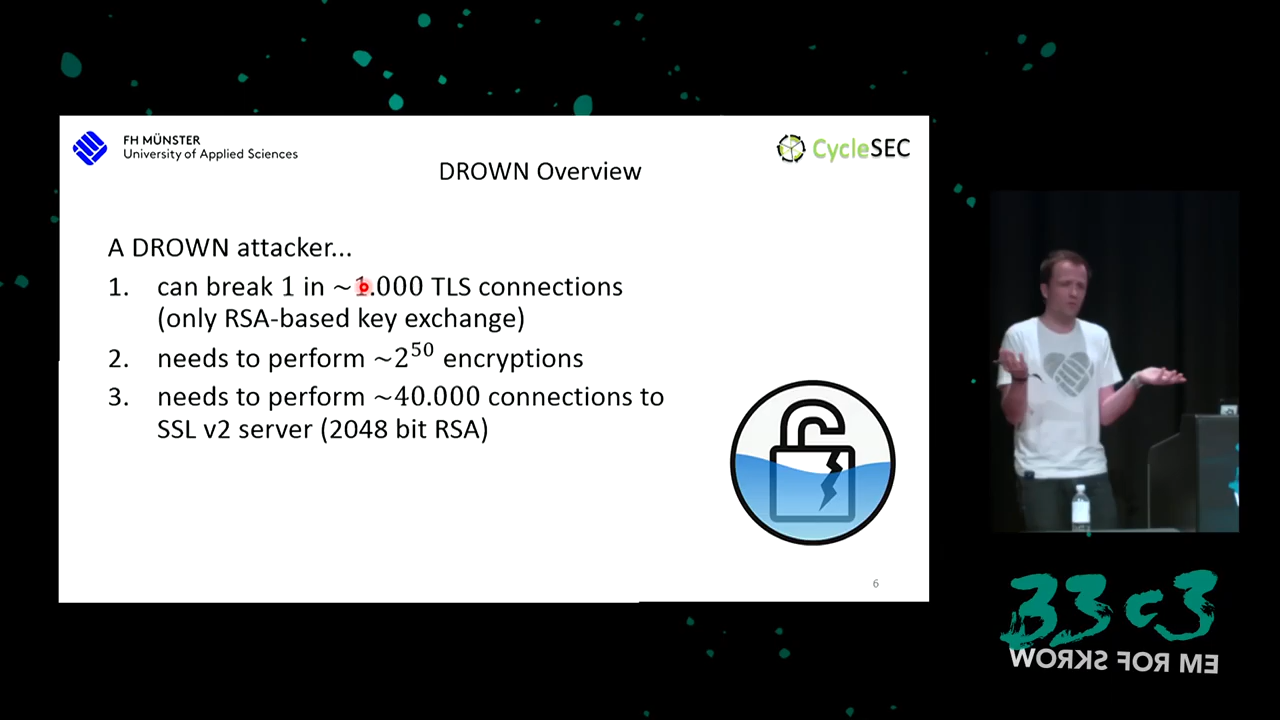 FH MÜNSTER
University of Applied Sciences
CycleSEC
DROWN Overview
A DROWN attacker...
1. can break 1 in ~1.000 TLS connections
(only RSA-based key exchange)
2. needs to perform ~2⁵⁰ encryptions
3. needs to perform ~40.000 connections to
SSL v2 server (2048 bit RSA)
6
33c3
WORKS FOR ME